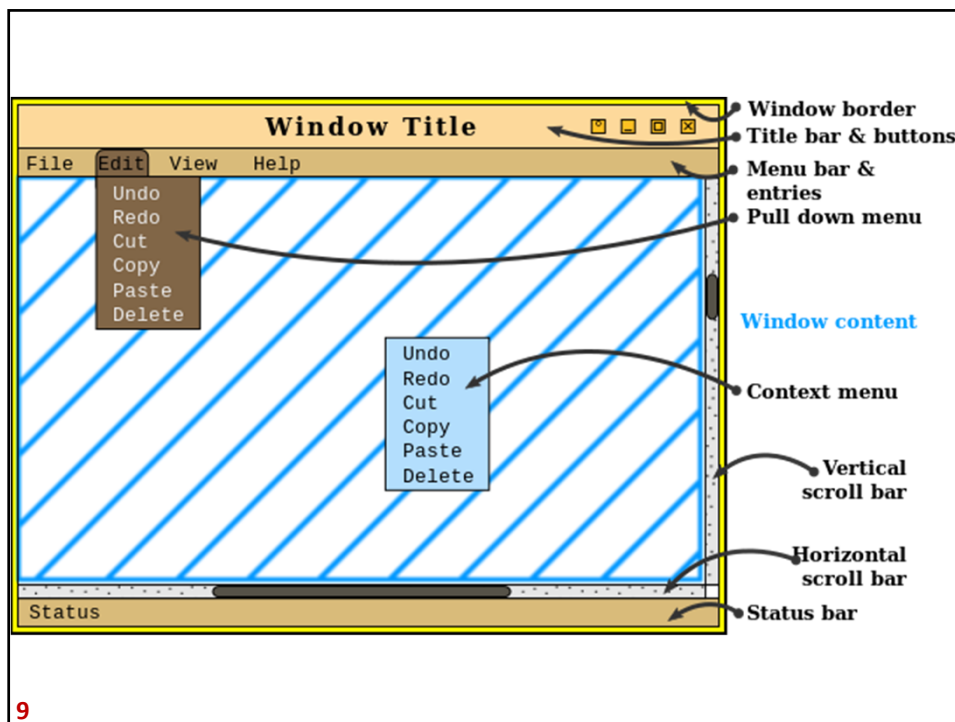 Window Title
File Edit View Help
Undo
Redo
Cut
Copy
Paste
Delete
Undo
Redo
Cut
Copy
Paste
Delete
Status
Window border
Title bar & buttons
Menu bar &
entries
Pull down menu
Window content
Context menu
Vertical
scroll bar
Horizontal
scroll bar
Status bar
9